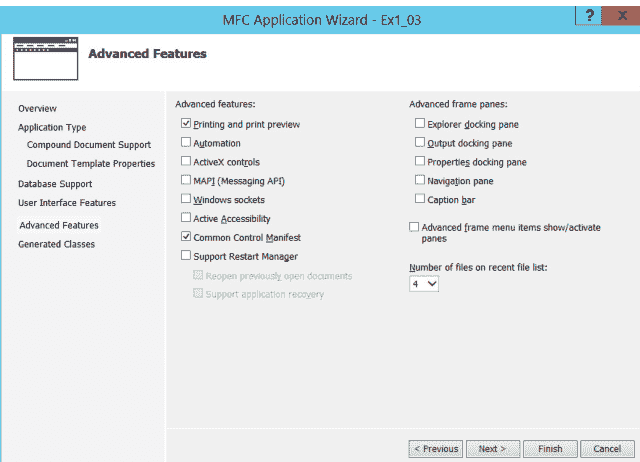 MFC Application Wizard - Ex1_03
? x
Advanced Features
Overview
Application Type
Compound Document Support
Document Template Properties
Database Support
User Interface Features
Advanced Features
Generated Classes
Advanced features:
Printing and print preview
Automation
ActiveX controls
MAPI (Messaging API)
Windows sockets
Active Accessibility
Common Control Manifest
Support Restart Manager
Reopen previously open documents
Support application recovery
Advanced frame panes:
Explorer docking pane
Output docking pane
Properties docking pane
Navigation pane
Caption bar
Advanced frame menu items show/activate
panes
Number of files on recent file list:
4
< Previous
Next >
Finish
Cancel